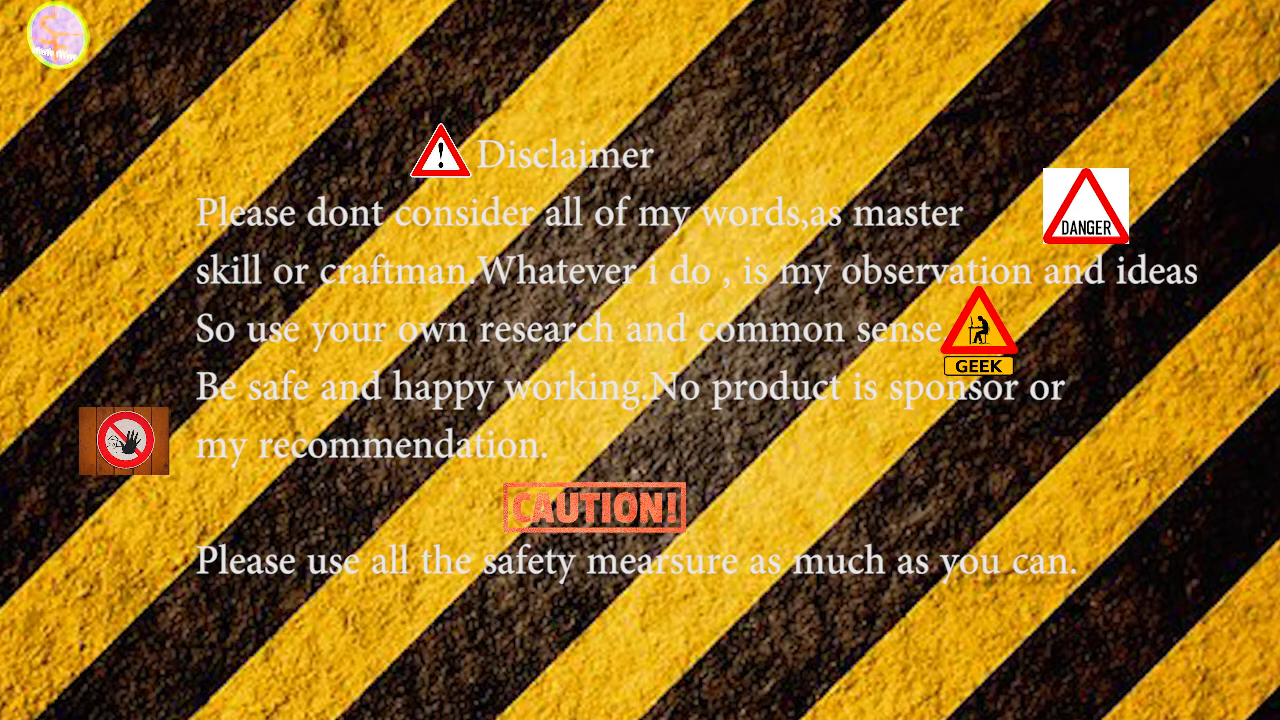 Disclaimer
Please dont consider all of my words,as master
DANGER
skill or craftman.Whatever i do , is my observation and ideas
So use your own research and common sense
GEEK
Be safe and happy working.No product is sponsor or
my recommendation.
CAUTION!
Please use all the safety mearsure as much as you can.